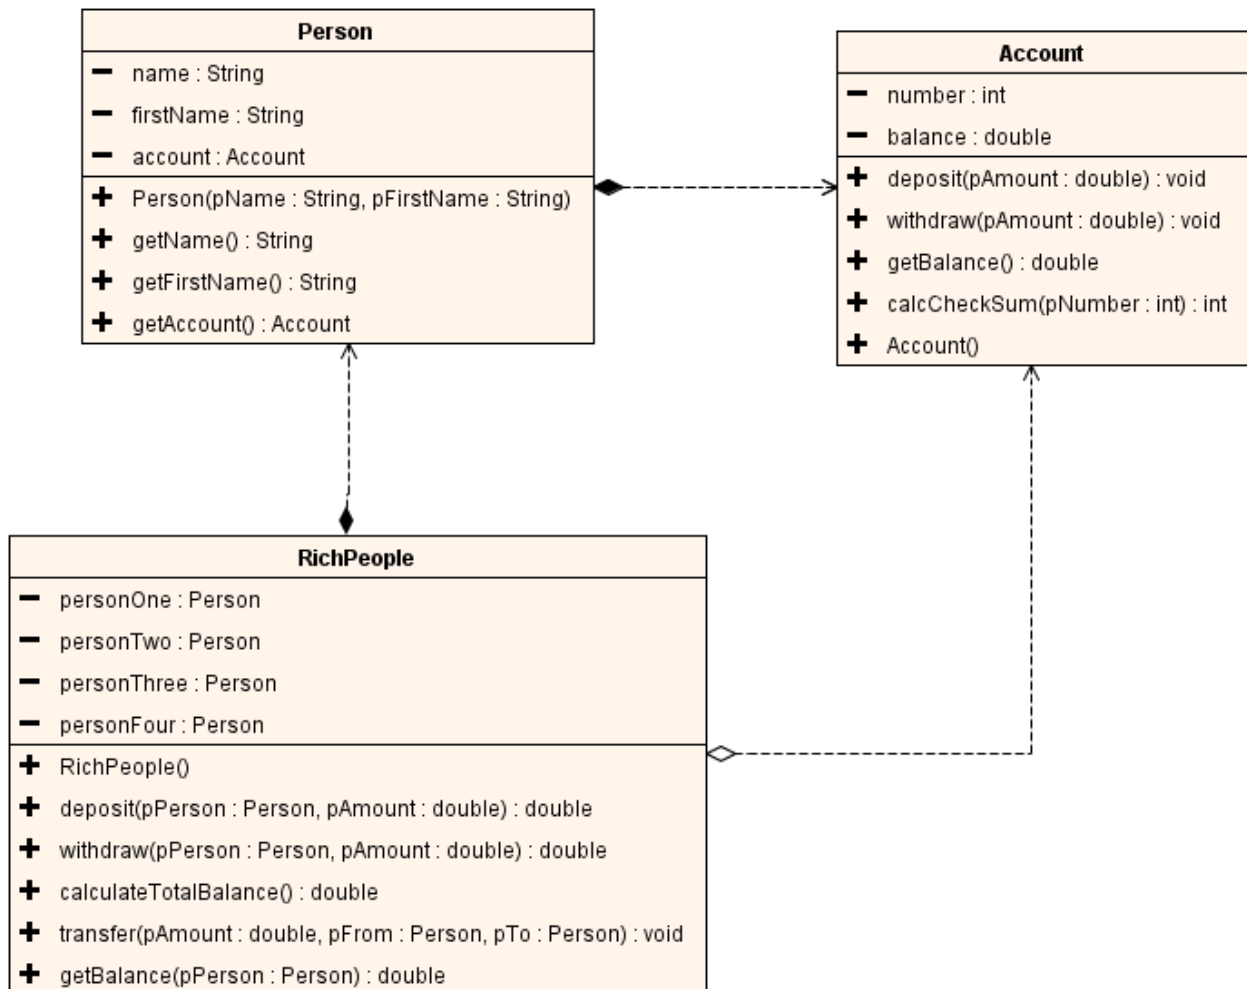 Person
name : String
firstName : String
account : Account
Person(pName : String, pFirstName : String)
getName() : String
getFirstName() : String
getAccount() : Account
Account
number : int
balance : double
deposit(pAmount : double) : void
withdraw(pAmount : double) : void
getBalance() : double
calcCheckSum(pNumber : int) : int
Account()
RichPeople
personOne : Person
personTwo : Person
personThree : Person
personFour : Person
RichPeople()
deposit(pPerson : Person, pAmount : double) : double
withdraw(pPerson : Person, pAmount : double) : double
calculateTotalBalance() : double
transfer(pAmount : double, pFrom : Person, pTo : Person) : void
getBalance(pPerson : Person) : double